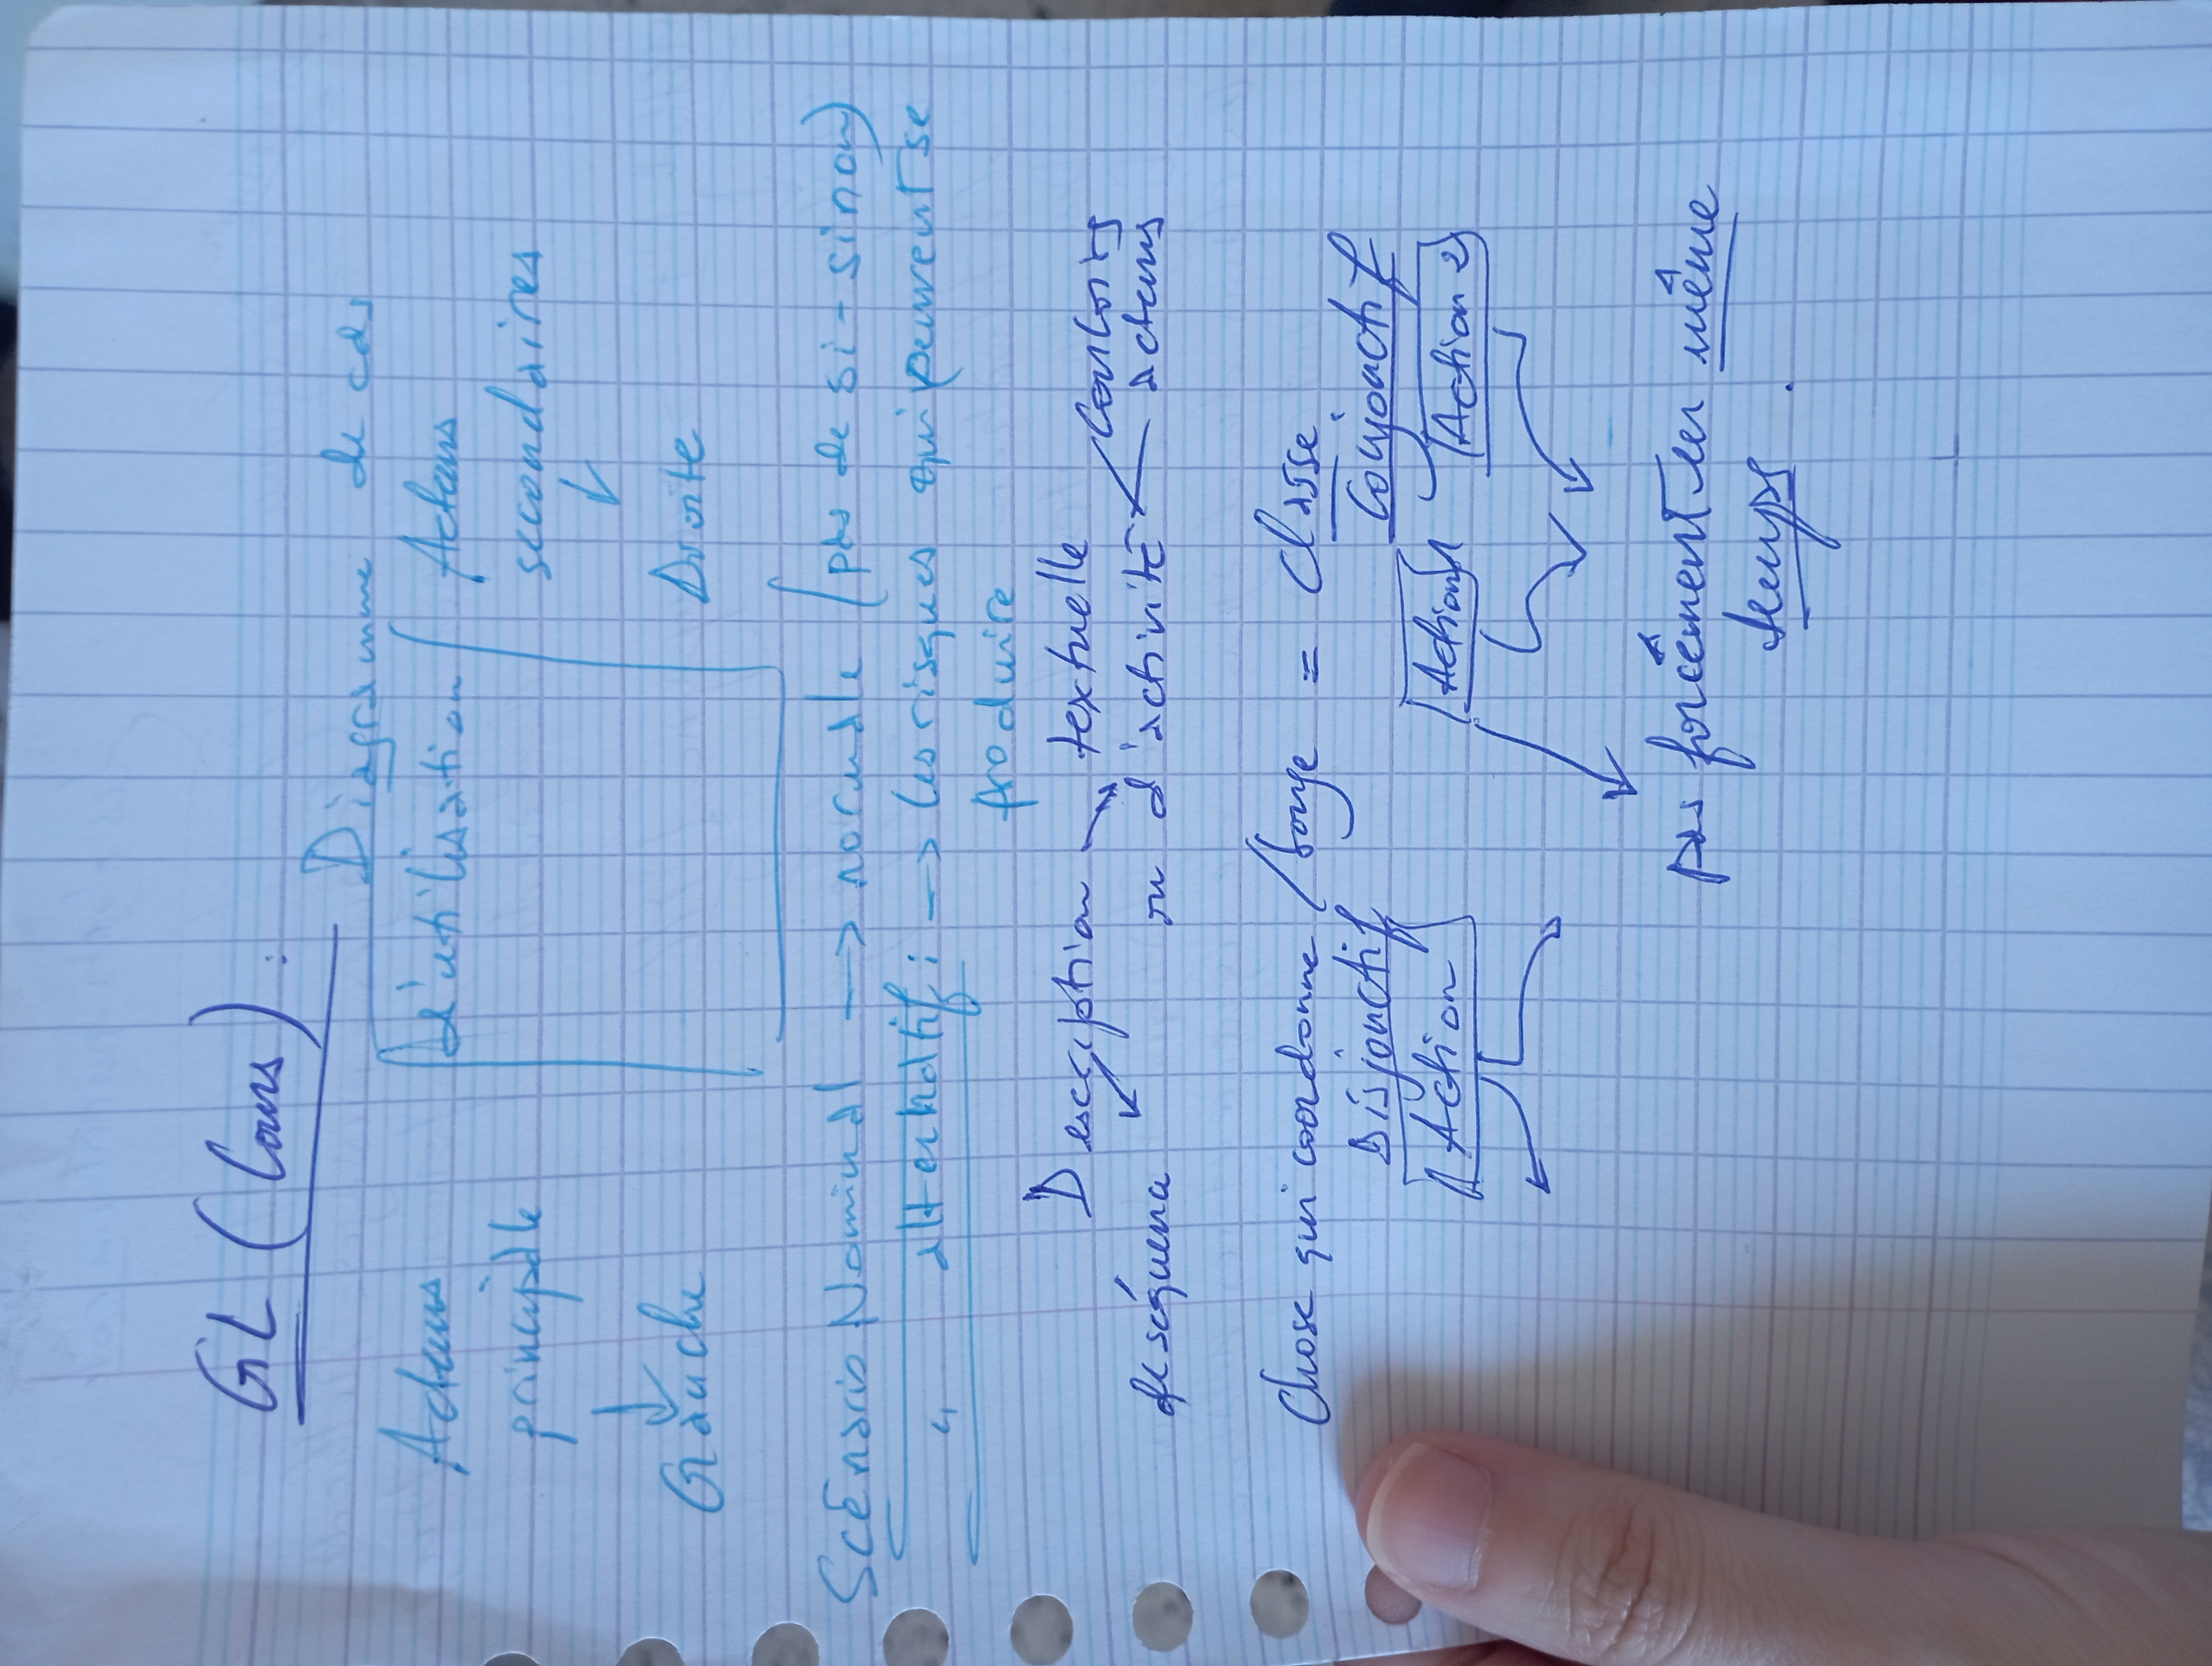 GL (Cours) :
Diagramme de cas
d'utilisation
Acteurs
principale
↓
Gauche
Acteurs
secondaires
↓
Droite
Scénario Nominal → normale (pas de si-sinon)
" alternatif : → les risques qui peuvent se
produire
Description textuelle
de séquence ou d'activité couloirs
acteurs
Chose qui coordonne / bouge = Classe
Disjonctif
Action
Conjonctif
Action 1 Action 2
pas forcément en même
temps.